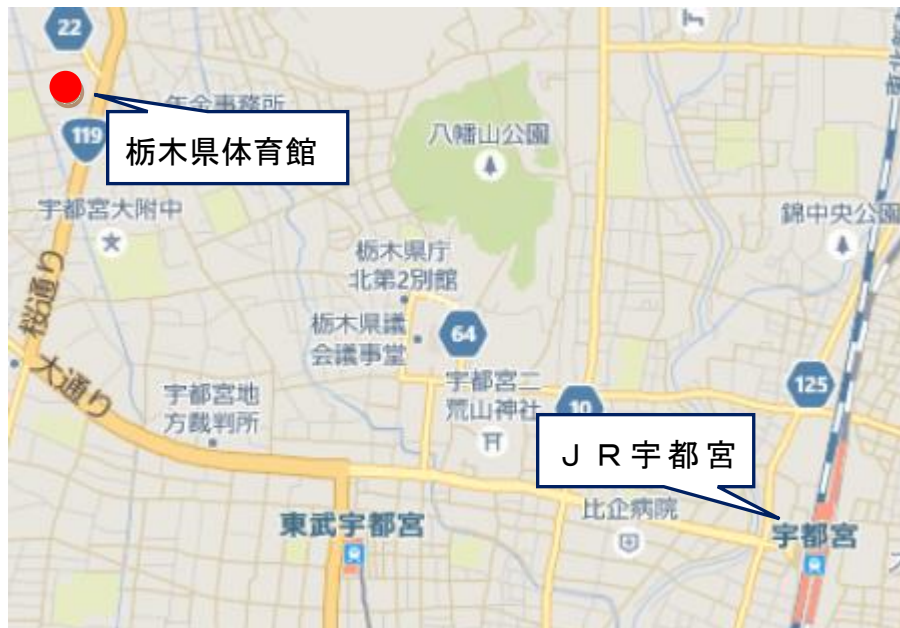 22
119
栃木県体育館
八幡山公園
宇都宮大附中
錦中央公園
栃木県庁
北第2別館
桜通り
栃木県議
会議事堂
64
大通り
宇都宮地
方裁判所
宇都宮二
荒山神社
10
125
ＪＲ宇都宮
東武宇都宮
比企病院
宇都宮